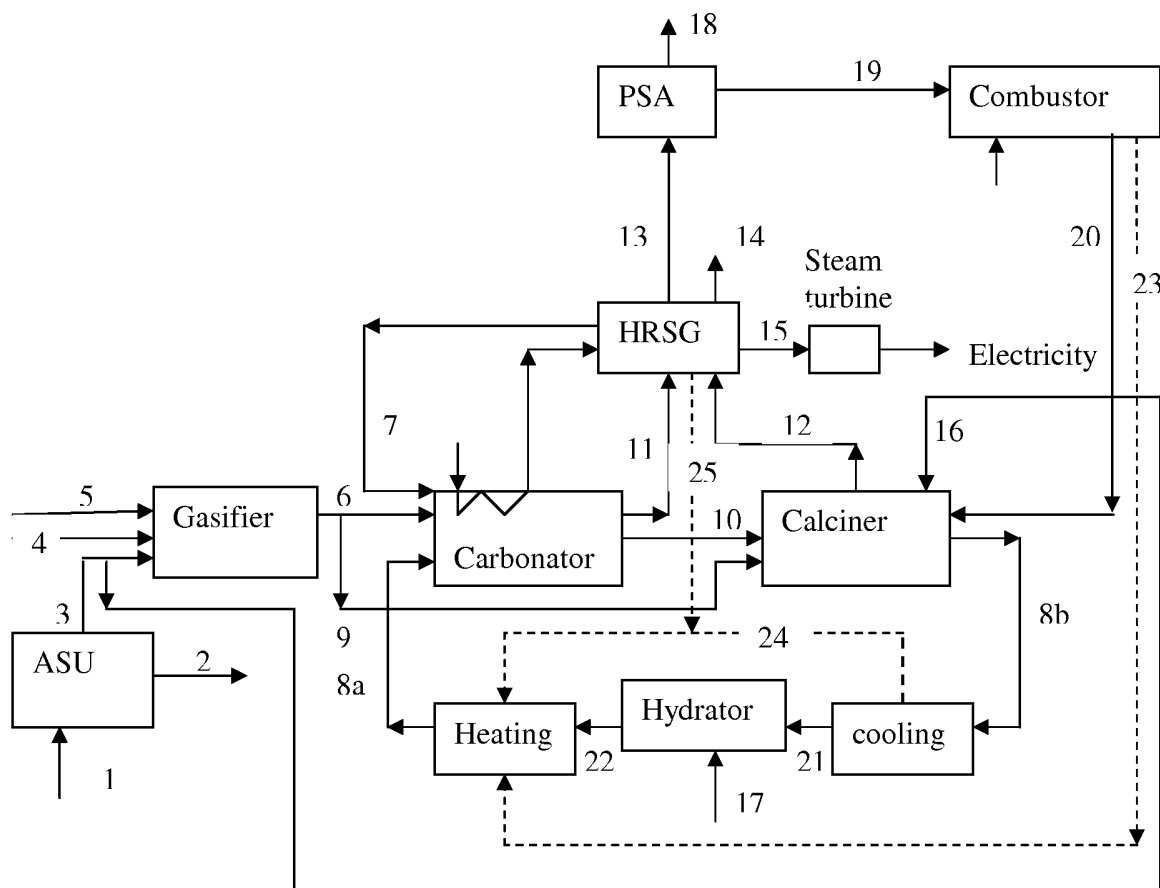 18
19
PSA
Combustor
13
14
20
Steam
turbine
23
HRSG
15
Electricity
7
11
12
16
25
5
6
Gasifier
10
Calciner
4
Carbonator
3
9
8b
ASU
2
24
8a
Hydrator
Heating
cooling
22
21
1
17